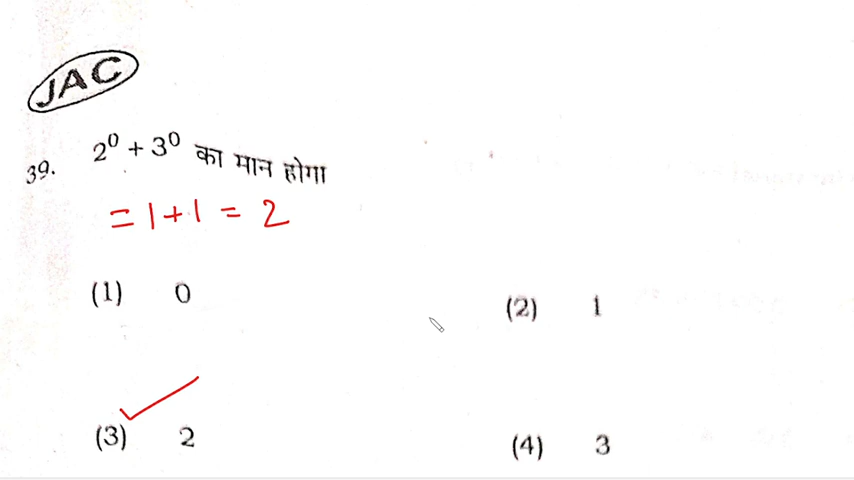 JAC
39. 2⁰ + 3⁰ का मान होगा
= 1 + 1 = 2
(1) 0
(2) 1
(3) 2
(4) 3